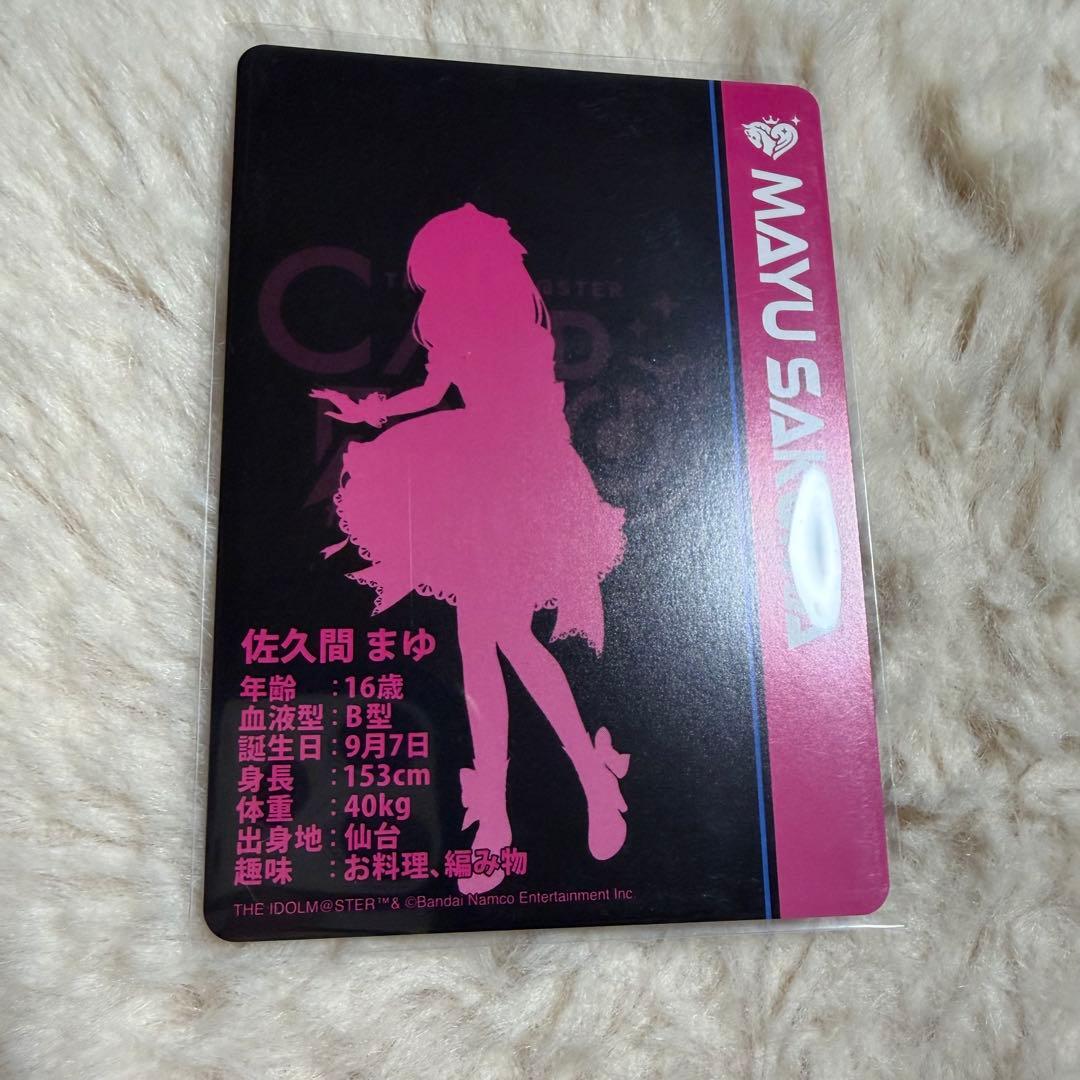 MAYU SAKUMA
佐久間 まゆ
年齢 : 16歳
血液型 : B型
誕生日 : 9月7日
身長 : 153cm
体重 : 40kg
出身地 : 仙台
趣味 : お料理、編み物
THE IDOLM@STER™& ©Bandai Namco Entertainment Inc